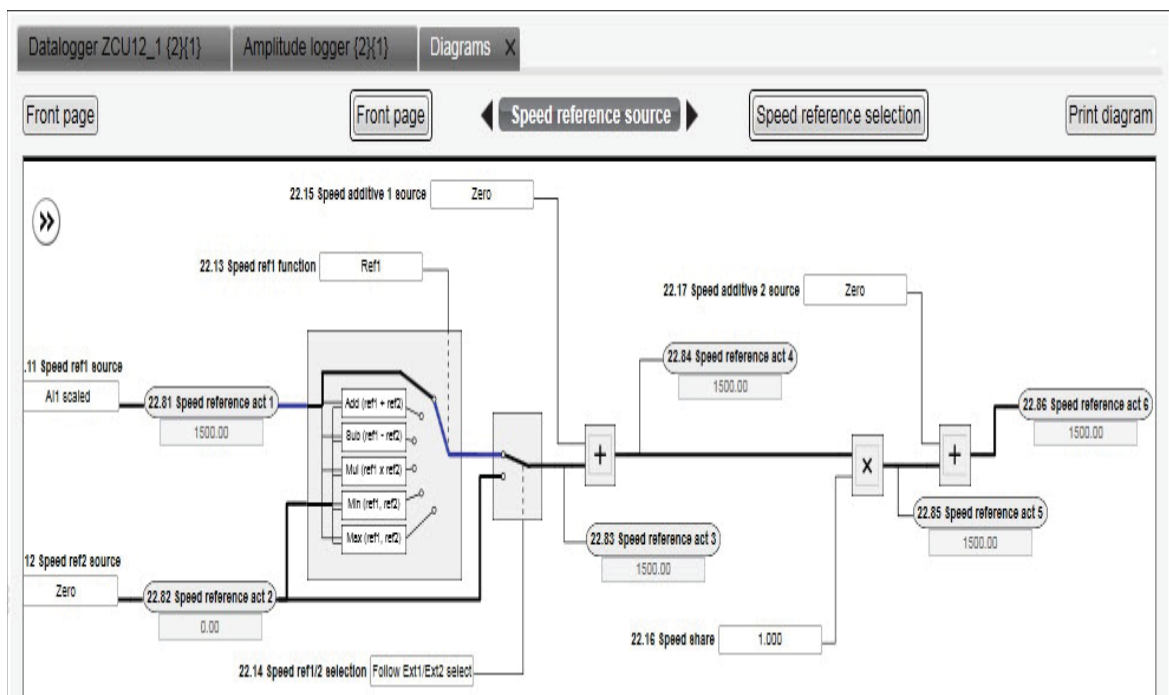 Datalogger ZCU12_1 {2}{1}
Amplitude logger {2}{1}
Diagrams X
Front page
Front page
Speed reference source
Speed reference selection
Print diagram
22.15 Speed additive 1 source
Zero
22.13 Speed ref1 function
Ref1
22.17 Speed additive 2 source
Zero
.11 Speed ref1 source
AI1 scaled
22.81 Speed reference act 1
1500.00
Add (ref1 + ref2)
Sub (ref1 - ref2)
Mul (ref1 x ref2)
Min (ref1, ref2)
Max (ref1, ref2)
22.84 Speed reference act 4
1500.00
22.86 Speed reference act 6
1500.00
+
x
+
22.83 Speed reference act 3
1500.00
22.85 Speed reference act 5
1500.00
12 Speed ref2 source
Zero
22.82 Speed reference act 2
0.00
22.16 Speed share
1.000
22.14 Speed ref1/2 selection
Follow Ext1/Ext2 select